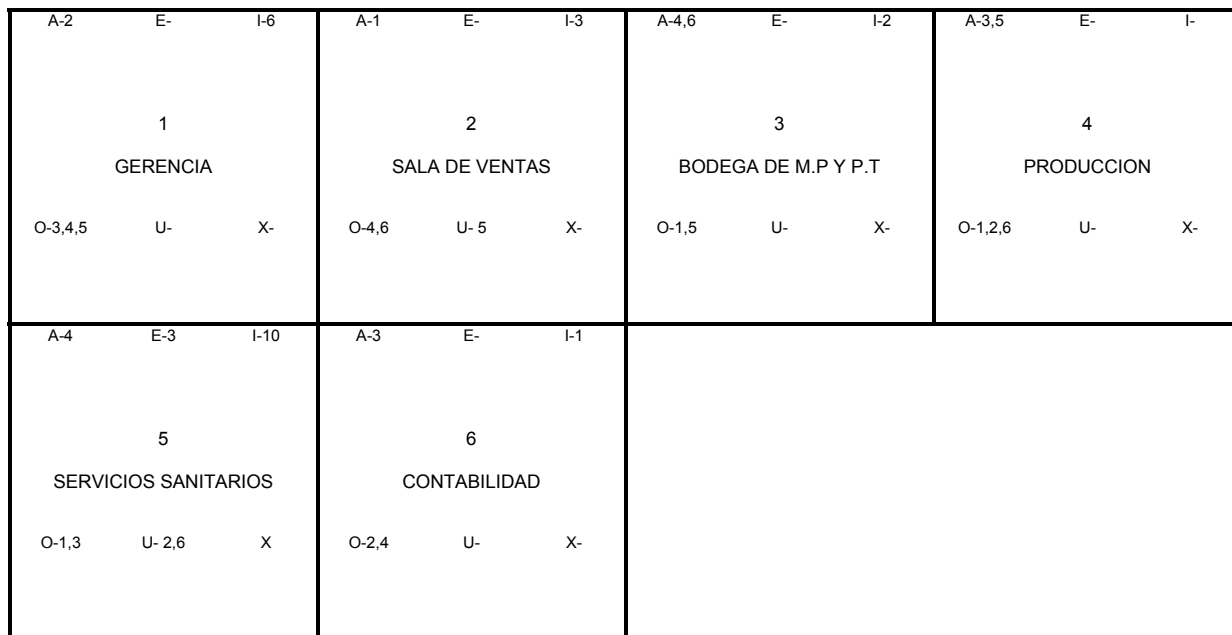 A-2 E- I-6 A-1 E- I-3 A-4,6 E- I-2 A-3,5 E- I-
1 2 3 4
GERENCIA SALA DE VENTAS BODEGA DE M.P Y P.T PRODUCCION
O-3,4,5 U- X- O-4,6 U- 5 X- O-1,5 U- X- O-1,2,6 U- X-
A-4 E-3 I-10 A-3 E- I-1
5 6
SERVICIOS SANITARIOS CONTABILIDAD
O-1,3 U- 2,6 X O-2,4 U- X-